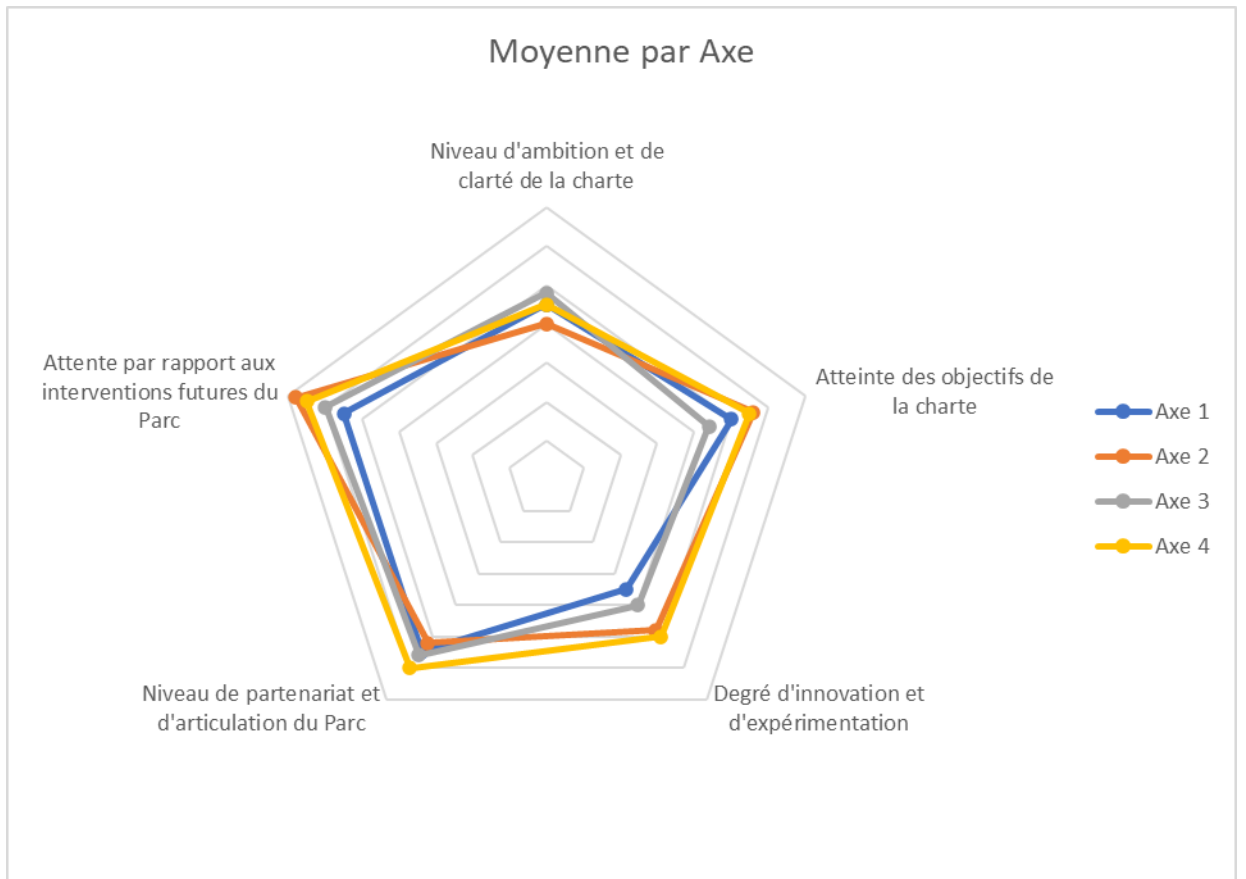 Moyenne par Axe
Niveau d'ambition et de
clarté de la charte
Atteinte des objectifs de
la charte
Degré d'innovation et
d'expérimentation
Niveau de partenariat et
d'articulation du Parc
Attente par rapport aux
interventions futures du
Parc
Axe 1
Axe 2
Axe 3
Axe 4